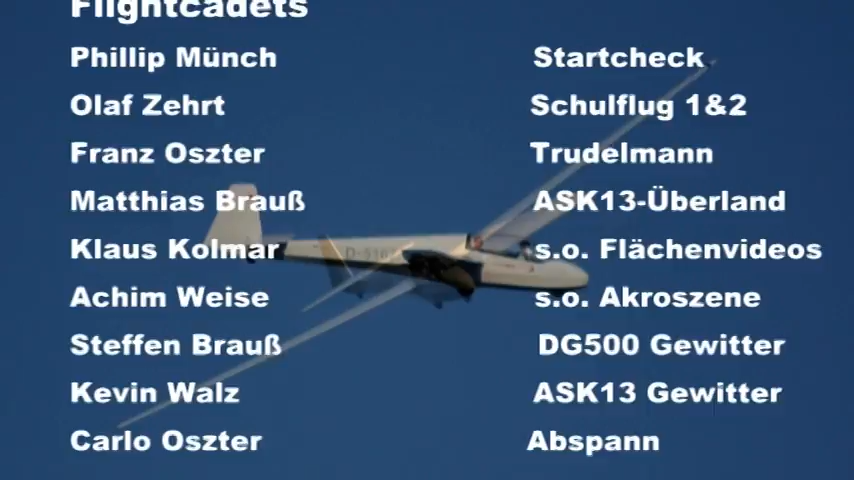 Flightcadets
Phillip Münch Startcheck
Olaf Zehrt Schulflug 1&2
Franz Oszter Trudelmann
Matthias Brauß ASK13-Überland
Klaus Kolmar s.o. Flächenvideos
Achim Weise s.o. Akroszene
Steffen Brauß DG500 Gewitter
Kevin Walz ASK13 Gewitter
Carlo Oszter Abspann